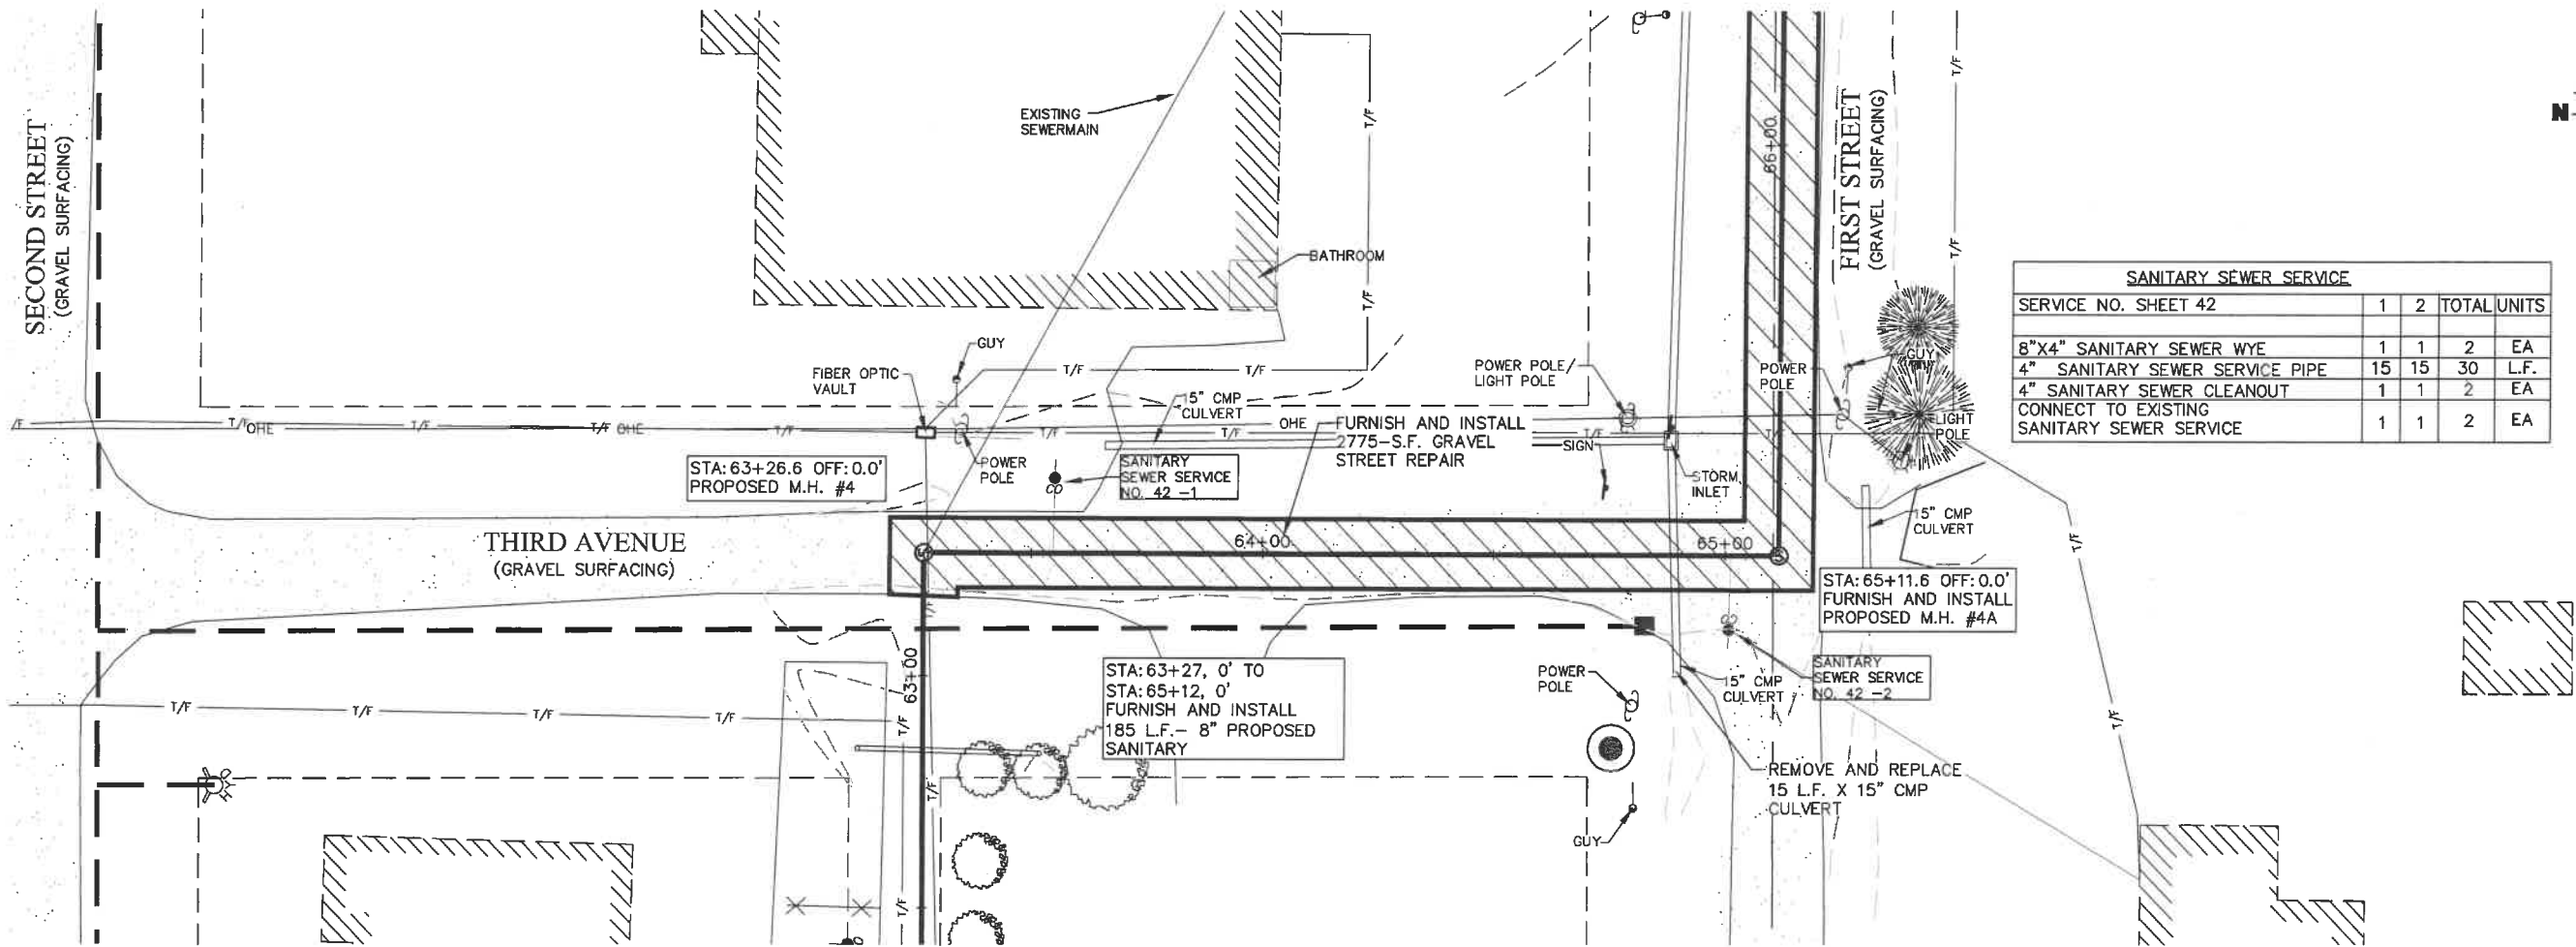 SECOND STREET
(GRAVEL SURFACING)
EXISTING
SEWERMAIN
BATHROOM
T/F
T/F
66+00
FIRST STREET
(GRAVEL SURFACING)
T/F
T/F
N
SANITARY SEWER SERVICE
SERVICE NO. SHEET 42 1 2 TOTAL UNITS
8"X4" SANITARY SEWER WYE 1 1 2 EA
4" SANITARY SEWER SERVICE PIPE 15 15 30 L.F.
4" SANITARY SEWER CLEANOUT 1 1 2 EA
CONNECT TO EXISTING
SANITARY SEWER SERVICE 1 1 2 EA
GUY
FIBER OPTIC
VAULT
T/F T/F
15" CMP
CULVERT
POWER POLE/
LIGHT POLE
POWER
POLE
GUY
LIGHT
POLE
T/F OHE T/F T/F OHE T/F T/F T/F OHE T/F
FURNISH AND INSTALL
2775-S.F. GRAVEL
STREET REPAIR
SIGN
STORM
INLET
POWER
POLE
STA: 63+26.6 OFF: 0.0'
PROPOSED M.H. #4
CO
SANITARY
SEWER SERVICE
NO. 42 -1
15" CMP
CULVERT
THIRD AVENUE
(GRAVEL SURFACING)
S
64+00
65+00
S
T/F
STA: 65+11.6 OFF: 0.0'
FURNISH AND INSTALL
PROPOSED M.H. #4A
63+00
STA: 63+27, 0' TO
STA: 65+12, 0'
FURNISH AND INSTALL
185 L.F.- 8" PROPOSED
SANITARY
POWER
POLE
15" CMP
CULVERT
SANITARY
SEWER SERVICE
NO. 42 -2
T/F T/F T/F T/F T/F
T/F
T/F
REMOVE AND REPLACE
15 L.F. X 15" CMP
CULVERT
HYD
GUY
T/F